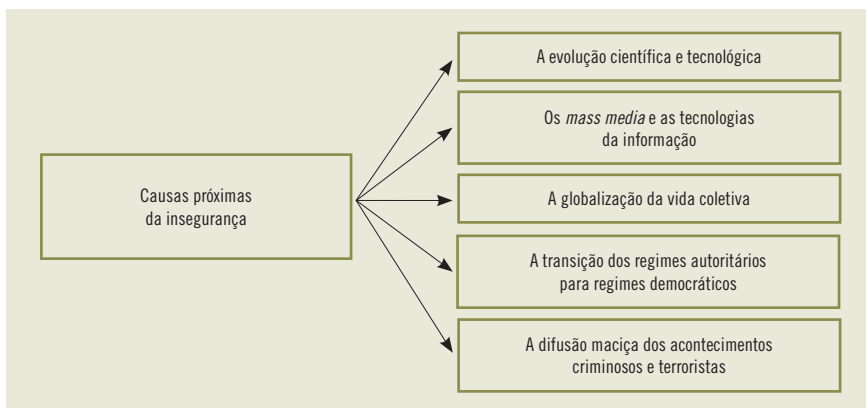 Causas próximas
da insegurança
A evolução científica e tecnológica
Os mass media e as tecnologias
da informação
A globalização da vida coletiva
A transição dos regimes autoritários
para regimes democráticos
A difusão maciça dos acontecimentos
criminosos e terroristas